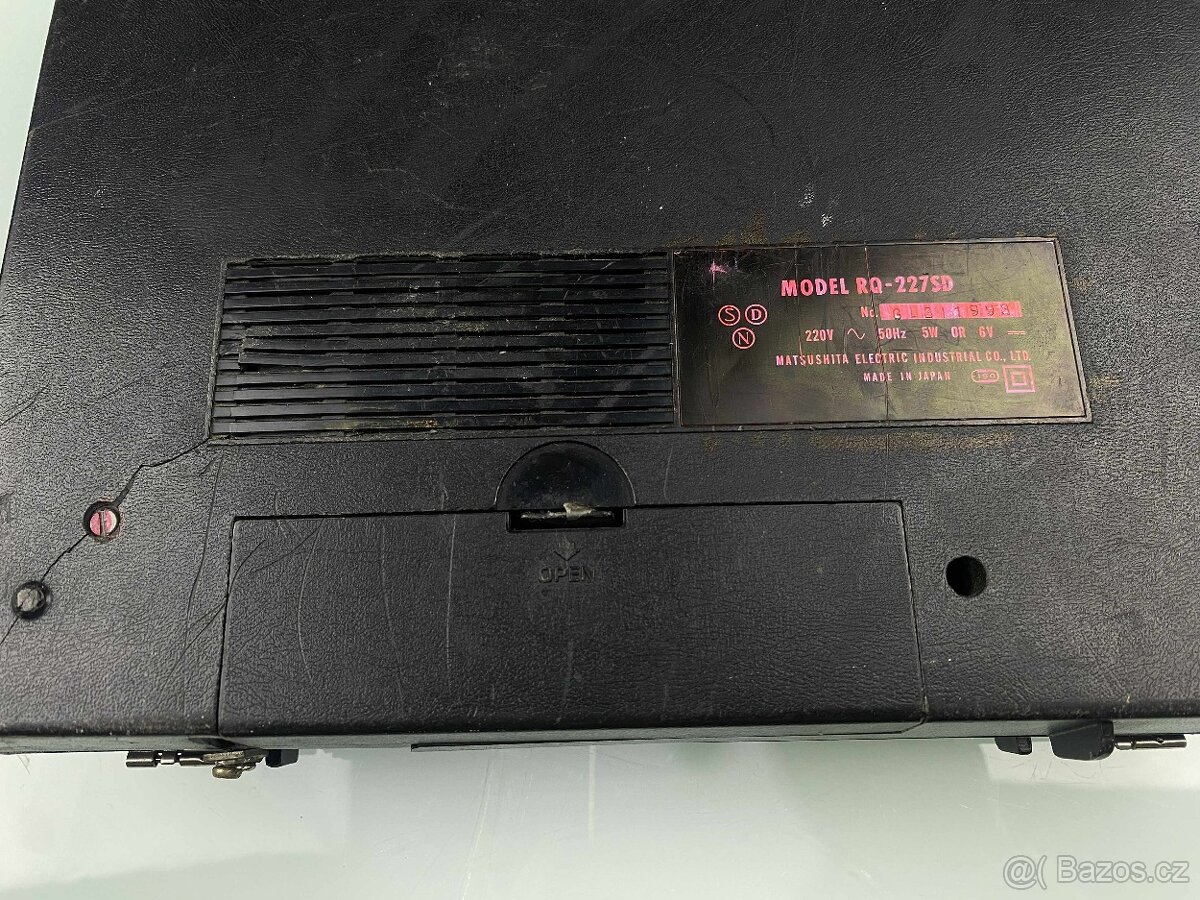 MODEL RQ-227SD
S D
No.
N
220V ~ 50Hz 5W OR 6V
MATSUSHITA ELECTRIC INDUSTRIAL CO., LTD.
MADE IN JAPAN
OPEN
@( Bazos.cz